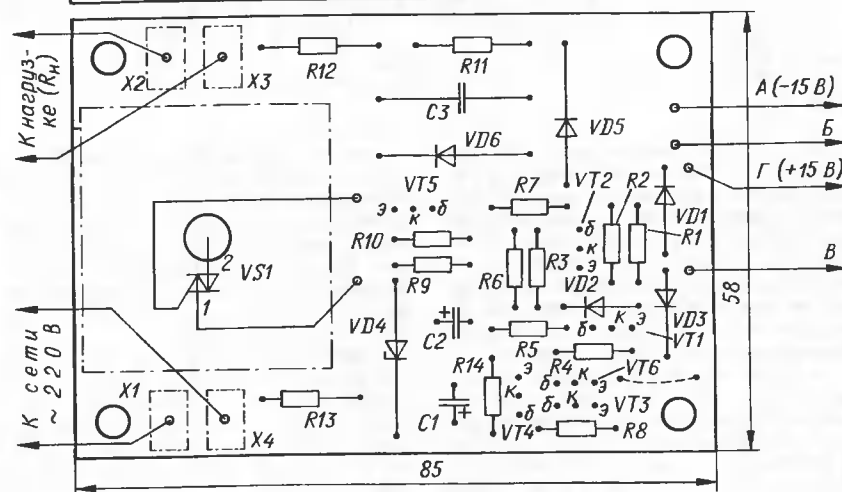 К нагруз-
ке (Rн)
X2
X3
R12
R11
C3
VD6
VD5
А (-15 В)
Б
Г (+15 В)
VT5
э к б
R7
VT2
R2
VD1
б
к
э
R10
R9
R6
R3
R1
2
VS1
1
В
58
VD2
VD3
VD4
+
C2
R5
б к э
VT1
К сети
~ 220 В
R14
R4
э
к
б
VT6
б к э
X1
R13
C1
+
б к э
VT3
VT4
R8
X4
85